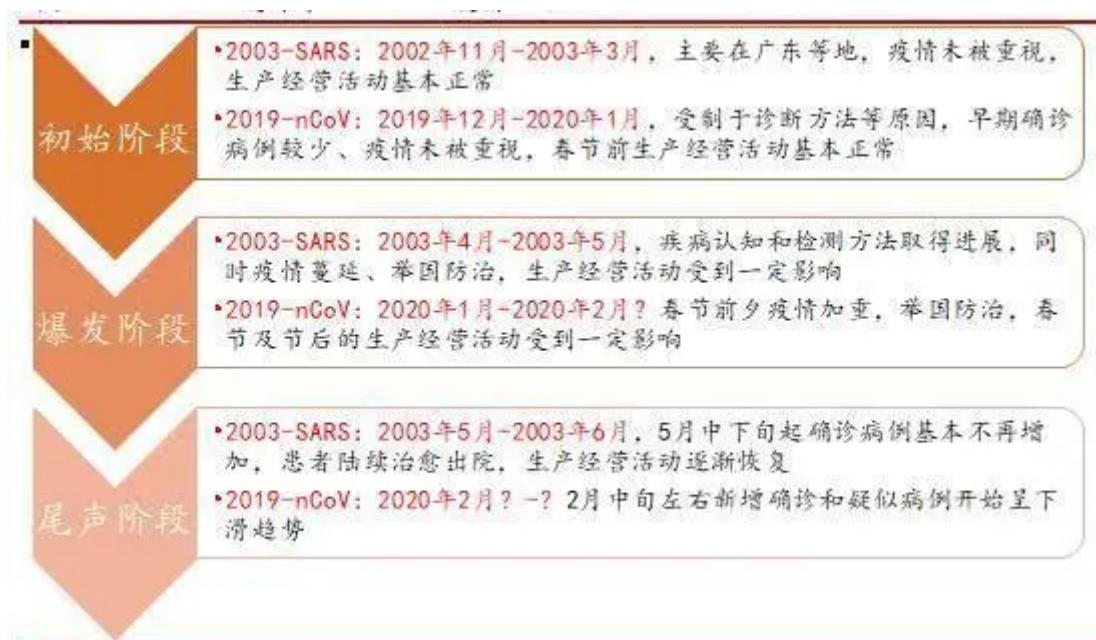 •2003-SARS: 2002年11月-2003年3月，主要在广东等地，疫情未被重视，
生产经营活动基本正常
初始阶段
•2019-nCoV: 2019年12月-2020年1月，受制于诊断方法等原因，早期确诊
病例较少、疫情未被重视，春节前生产经营活动基本正常
•2003-SARS: 2003年4月-2003年5月，疾病认知和检测方法取得进展，同
时疫情蔓延、举国防治，生产经营活动受到一定影响
爆发阶段
•2019-nCoV: 2020年1月-2020年2月？春节前夕疫情加重，举国防治，春
节及节后的生产经营活动受到一定影响
•2003-SARS: 2003年5月-2003年6月，5月中下旬起确诊病例基本不再增
加，患者陆续治愈出院，生产经营活动逐渐恢复
尾声阶段
•2019-nCoV: 2020年2月？-？2月中旬左右新增确诊和疑似病例开始呈下
滑趋势